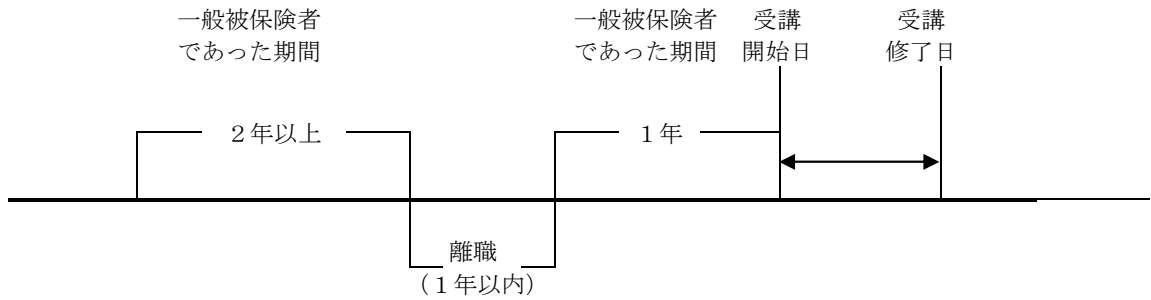 一般被保険者
であった期間
一般被保険者
であった期間
受講
開始日
受講
修了日
２年以上
１年
離職
（１年以内）